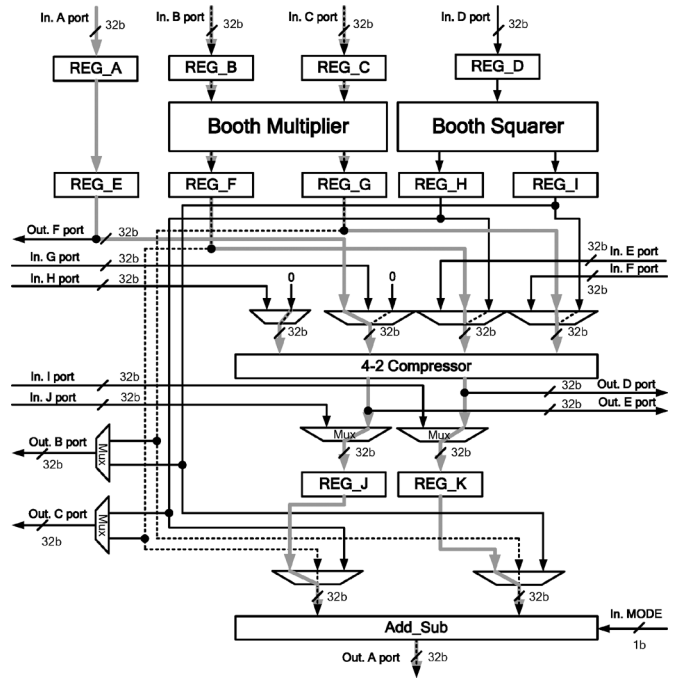 In. A port
In. B port
In. C port
In. D port
32b
32b
32b
32b
REG_A
REG_B
REG_C
REG_D
Booth Multiplier
Booth Squarer
REG_E
REG_F
REG_G
REG_H
REG_I
Out. F port
32b
32b
In. E port
In. G port
32b
In. F port
In. H port
32b
0
0
32b
32b
32b
32b
32b
4-2 Compressor
In. I port
32b
32b
Out. D port
In. J port
32b
32b
Out. E port
Mux
Mux
Out. B port
32b
Mux
32b
32b
REG_J
REG_K
Out. C port
32b
Mux
32b
32b
In. MODE
1b
Add_Sub
Out. A port
32b